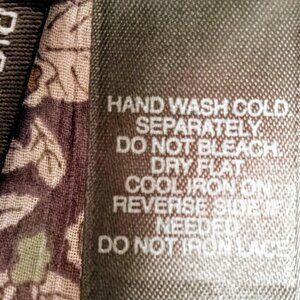 HAND WASH COLD
SEPARATELY
DO NOT BLEACH
DRY FLAT
COOL IRON ON
REVERSE SIDE IF
NEEDED
DO NOT IRON LACE